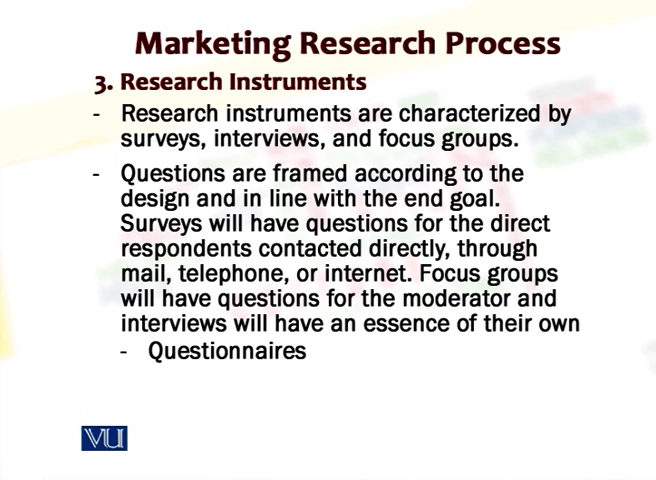 Marketing Research Process
3. Research Instruments
- Research instruments are characterized by
surveys, interviews, and focus groups.
- Questions are framed according to the
design and in line with the end goal.
Surveys will have questions for the direct
respondents contacted directly, through
mail, telephone, or internet. Focus groups
will have questions for the moderator and
interviews will have an essence of their own
- Questionnaires
VU